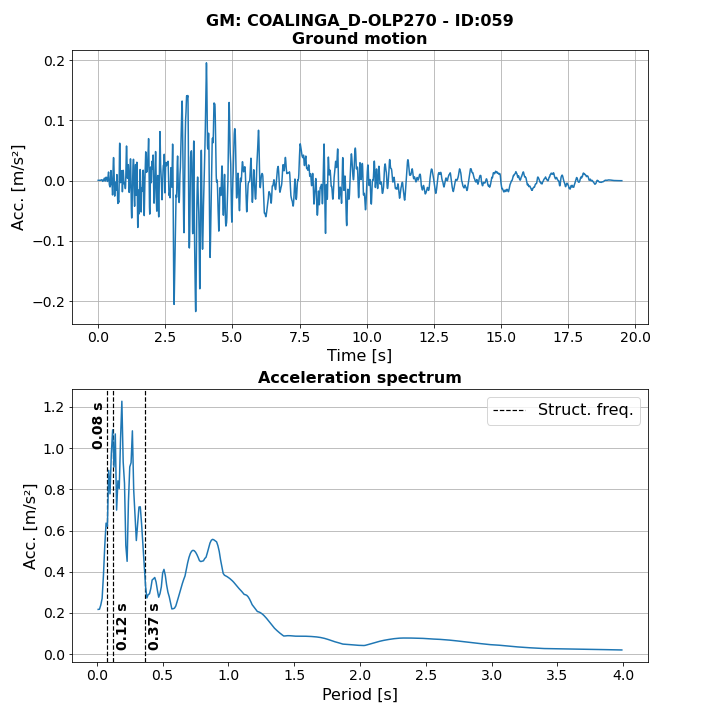 GM: COALINGA_D-OLP270 - ID:059
Ground motion
0.2
0.1
0.0
−0.1
−0.2
Acc. [m/s²]
0.0 2.5 5.0 7.5 10.0 12.5 15.0 17.5 20.0
Time [s]
Acceleration spectrum
1.2
1.0
0.8
0.6
0.4
0.2
0.0
Acc. [m/s²]
0.08 s
0.12 s
0.37 s
Struct. freq.
0.0 0.5 1.0 1.5 2.0 2.5 3.0 3.5 4.0
Period [s]